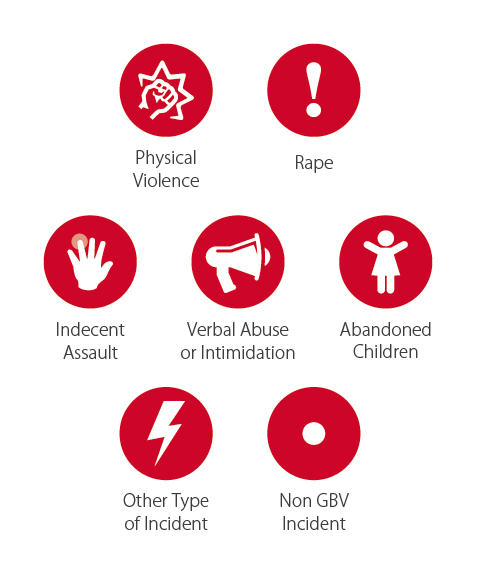 Physical
Violence
Rape
Indecent
Assault
Verbal Abuse
or Intimidation
Abandoned
Children
Other Type
of Incident
Non GBV
Incident